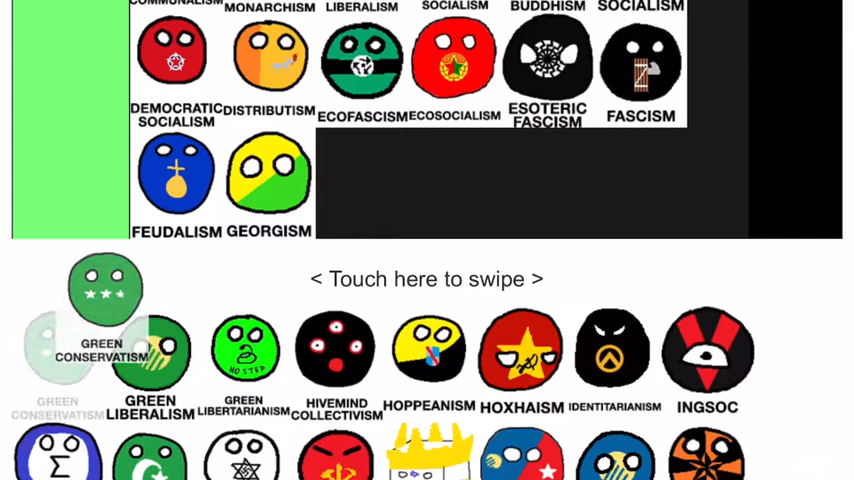 COMMUNALISM MONARCHISM LIBERALISM SOCIALISM BUDDHISM SOCIALISM
DEMOCRATIC SOCIALISM
DISTRIBUTISM
ECOFASCISM
ECOSOCIALISM
ESOTERIC FASCISM
FASCISM
FEUDALISM
GEORGISM
< Touch here to swipe >
GREEN CONSERVATISM
GREEN CONSERVATISM
GREEN LIBERALISM
NO STEP
GREEN LIBERTARIANISM
HIVEMIND COLLECTIVISM
HOPPEANISM
HOXHAISM
IDENTITARIANISM
INGSOC
Σ